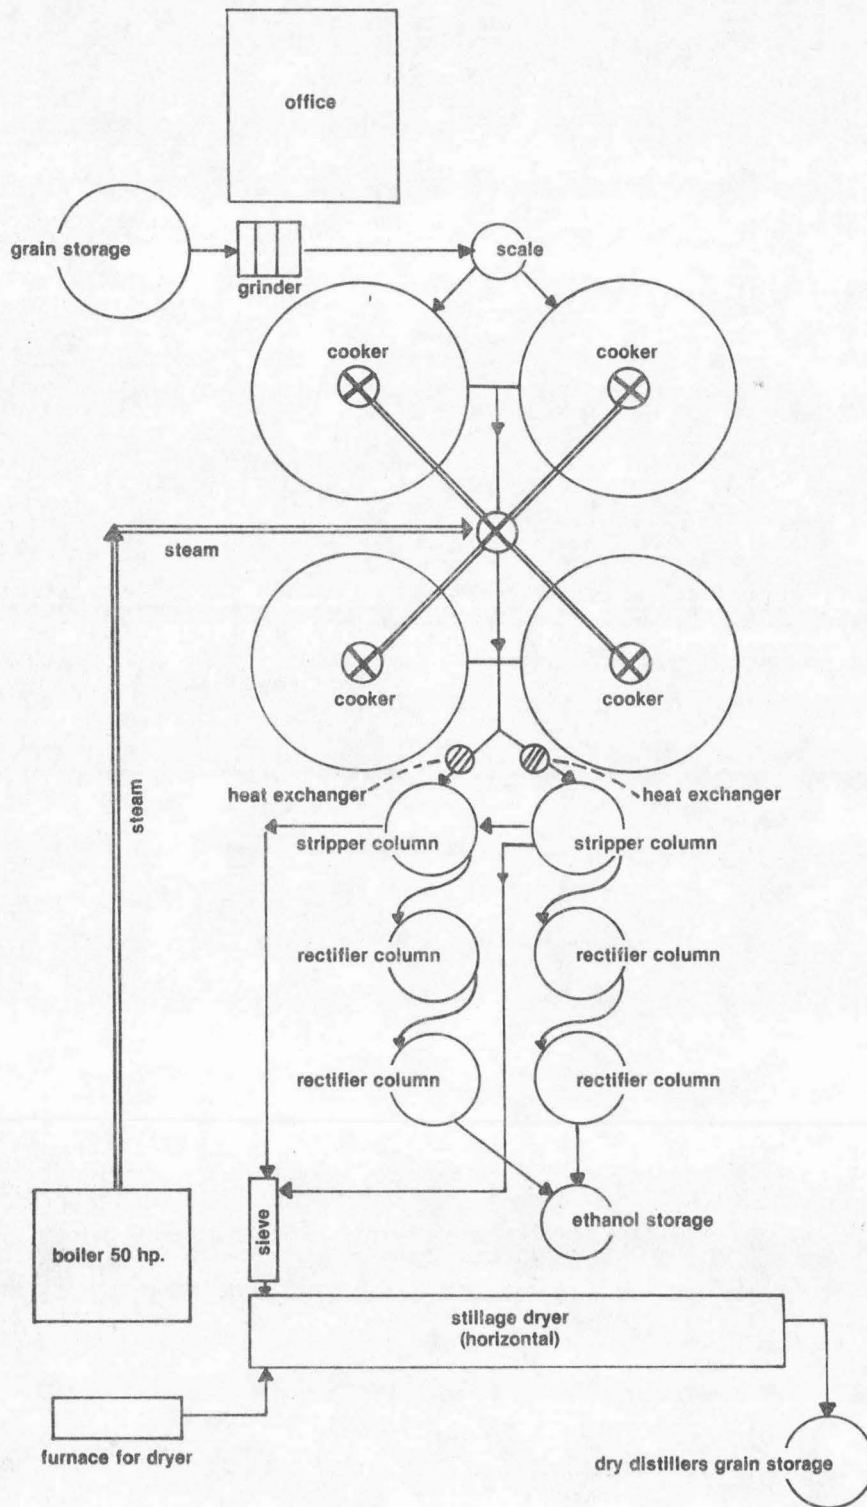 office
grain storage
grinder
scale
cooker
cooker
steam
cooker
cooker
steam
heat exchanger
heat exchanger
stripper column
stripper column
rectifier column
rectifier column
rectifier column
rectifier column
boiler 50 hp.
sieve
ethanol storage
stillage dryer
(horizontal)
furnace for dryer
dry distillers grain storage